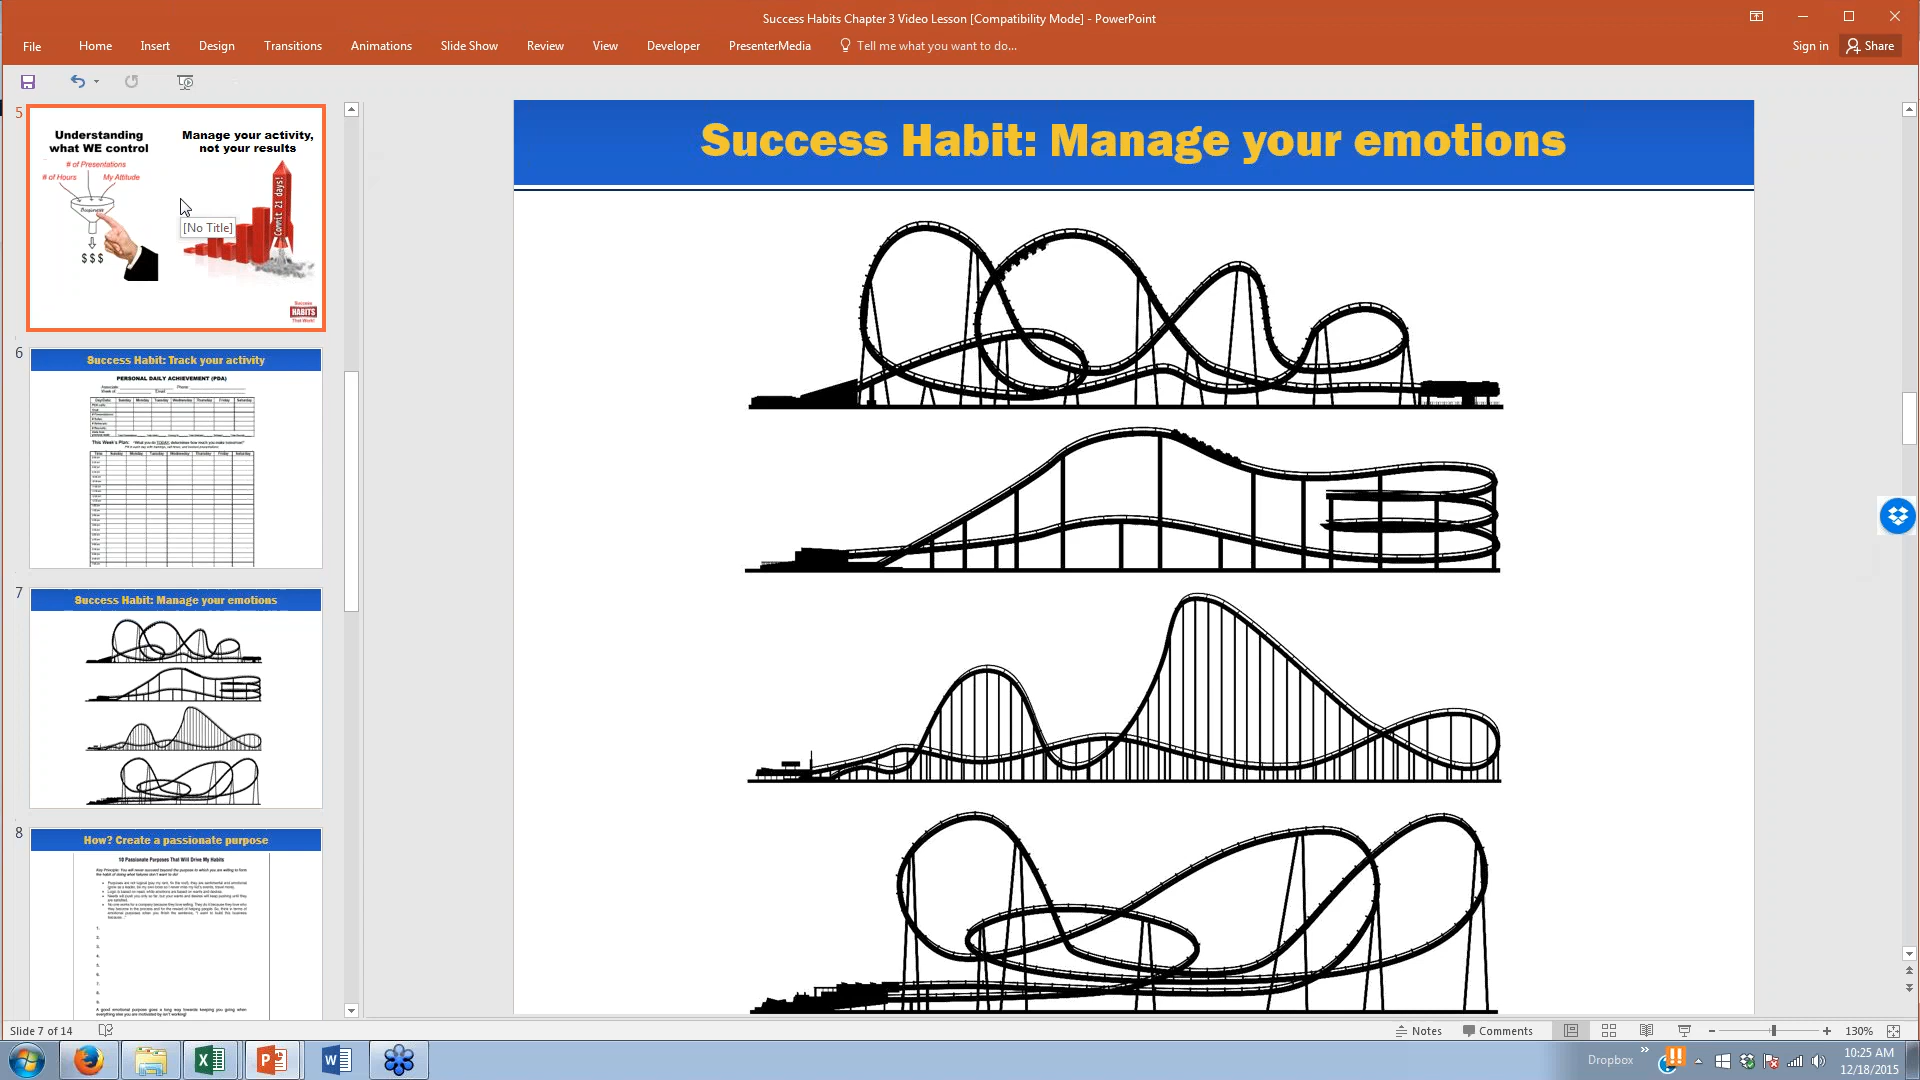 Success Habits Chapter 3 Video Lesson [Compatibility Mode] - PowerPoint
File Home Insert Design Transitions Animations Slide Show Review View Developer PresenterMedia Tell me what you want to do... Sign in Share
5
Understanding
what WE control
# of Presentations
# of Hours My Attitude
Manage your activity,
not your results
Commit 21 days!
$ $ $
[No Title]
Success
HABITS
That Work!
6
Success Habit: Track your activity
PERSONAL DAILY ACHIEVEMENT (PDA)
7
Success Habit: Manage your emotions
8
How? Create a passionate purpose
10 Passionate Purposes That Will Drive My Habits
Success Habit: Manage your emotions
Slide 7 of 14
Notes Comments 130%
Dropbox
10:25 AM
12/18/2015